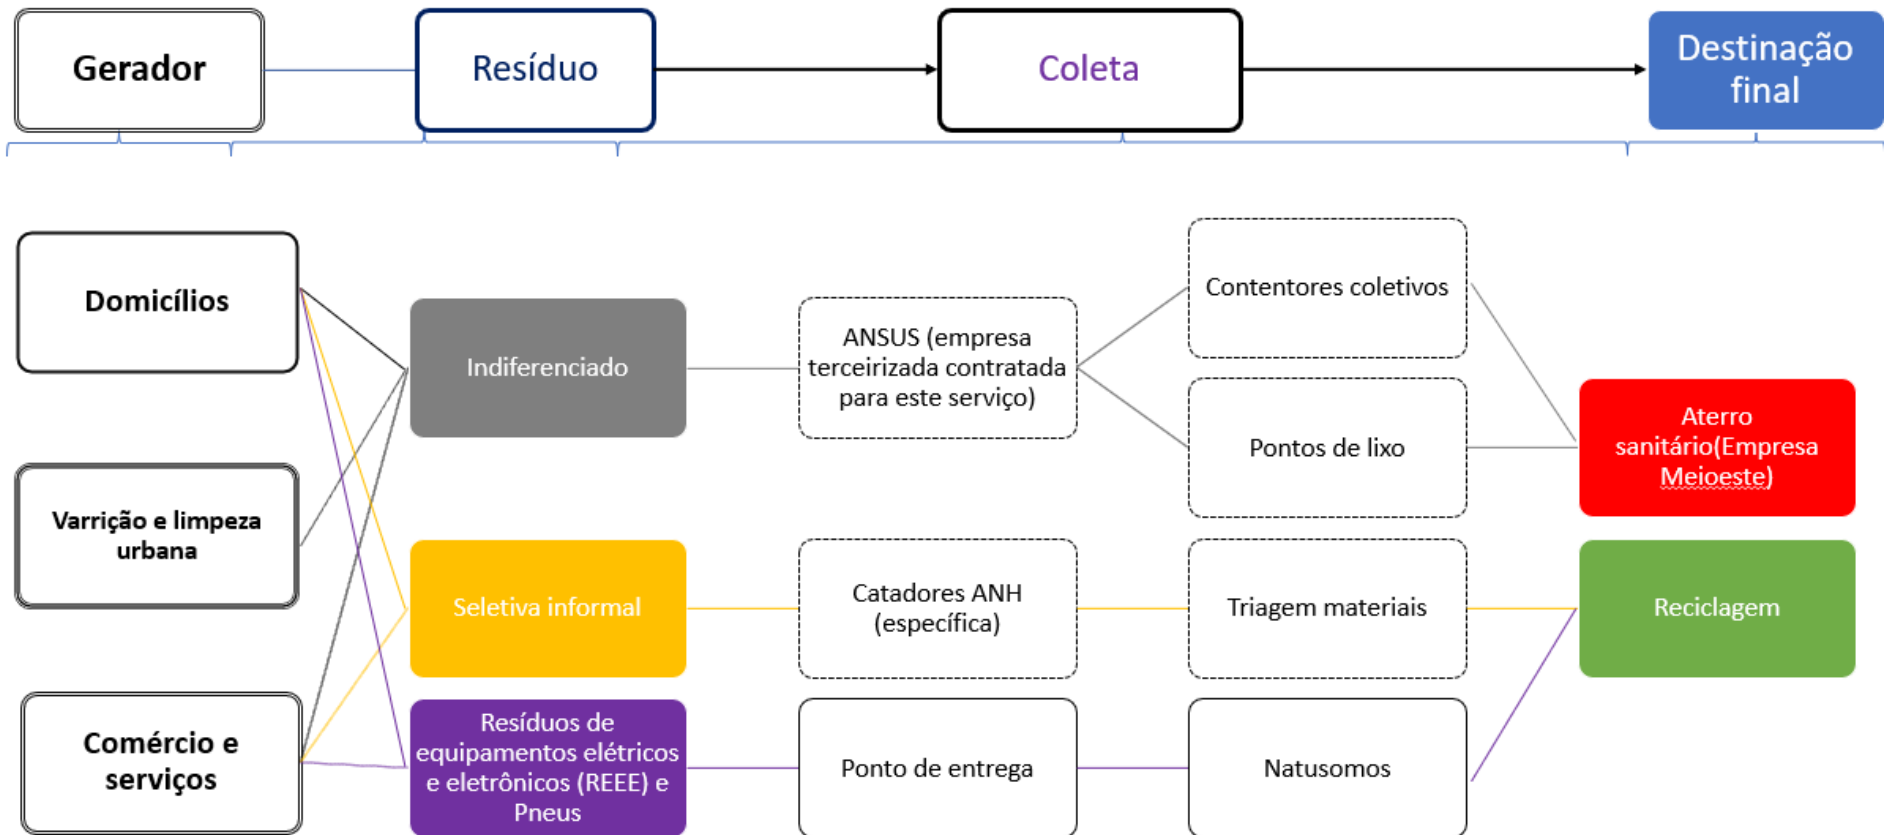 Gerador
Resíduo
Coleta
Destinação
final
Domicílios
Varrição e limpeza
urbana
Comércio e
serviços
Indiferenciado
Seletiva informal
Resíduos de
equipamentos elétricos
e eletrônicos (REEE) e
Pneus
ANSUS (empresa
terceirizada contratada
para este serviço)
Catadores ANH
(específica)
Ponto de entrega
Contentores coletivos
Pontos de lixo
Triagem materiais
Natusomos
Aterro
sanitário(Empresa
Meioeste)
Reciclagem